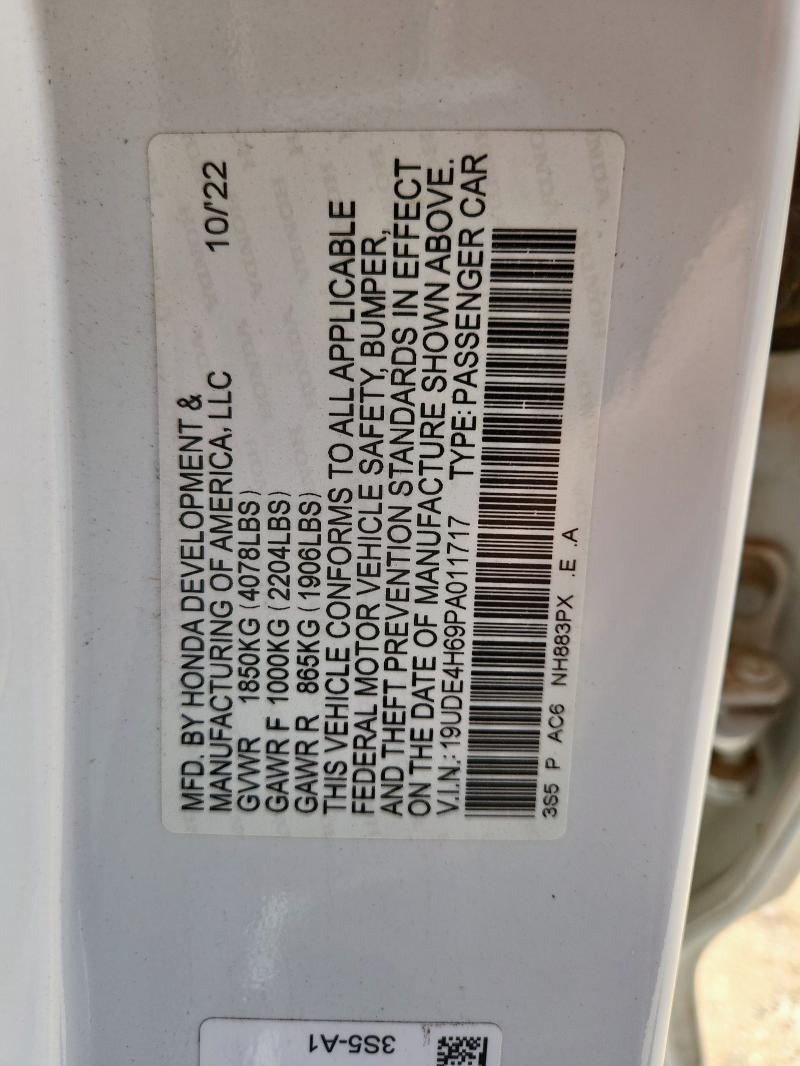 MFD. BY HONDA DEVELOPMENT &
MANUFACTURING OF AMERICA, LLC 10/'22
GVWR 1850KG (4078LBS)
GAWR F 1000KG (2204LBS)
GAWR R 865KG (1906LBS)
THIS VEHICLE CONFORMS TO ALL APPLICABLE
FEDERAL MOTOR VEHICLE SAFETY, BUMPER,
AND THEFT PREVENTION STANDARDS IN EFFECT
ON THE DATE OF MANUFACTURE SHOWN ABOVE.
V.I.N.: 19UDE4H69PA011717 TYPE: PASSENGER CAR
3S5 P AC6 NH883PX .E .A
3S5-A1